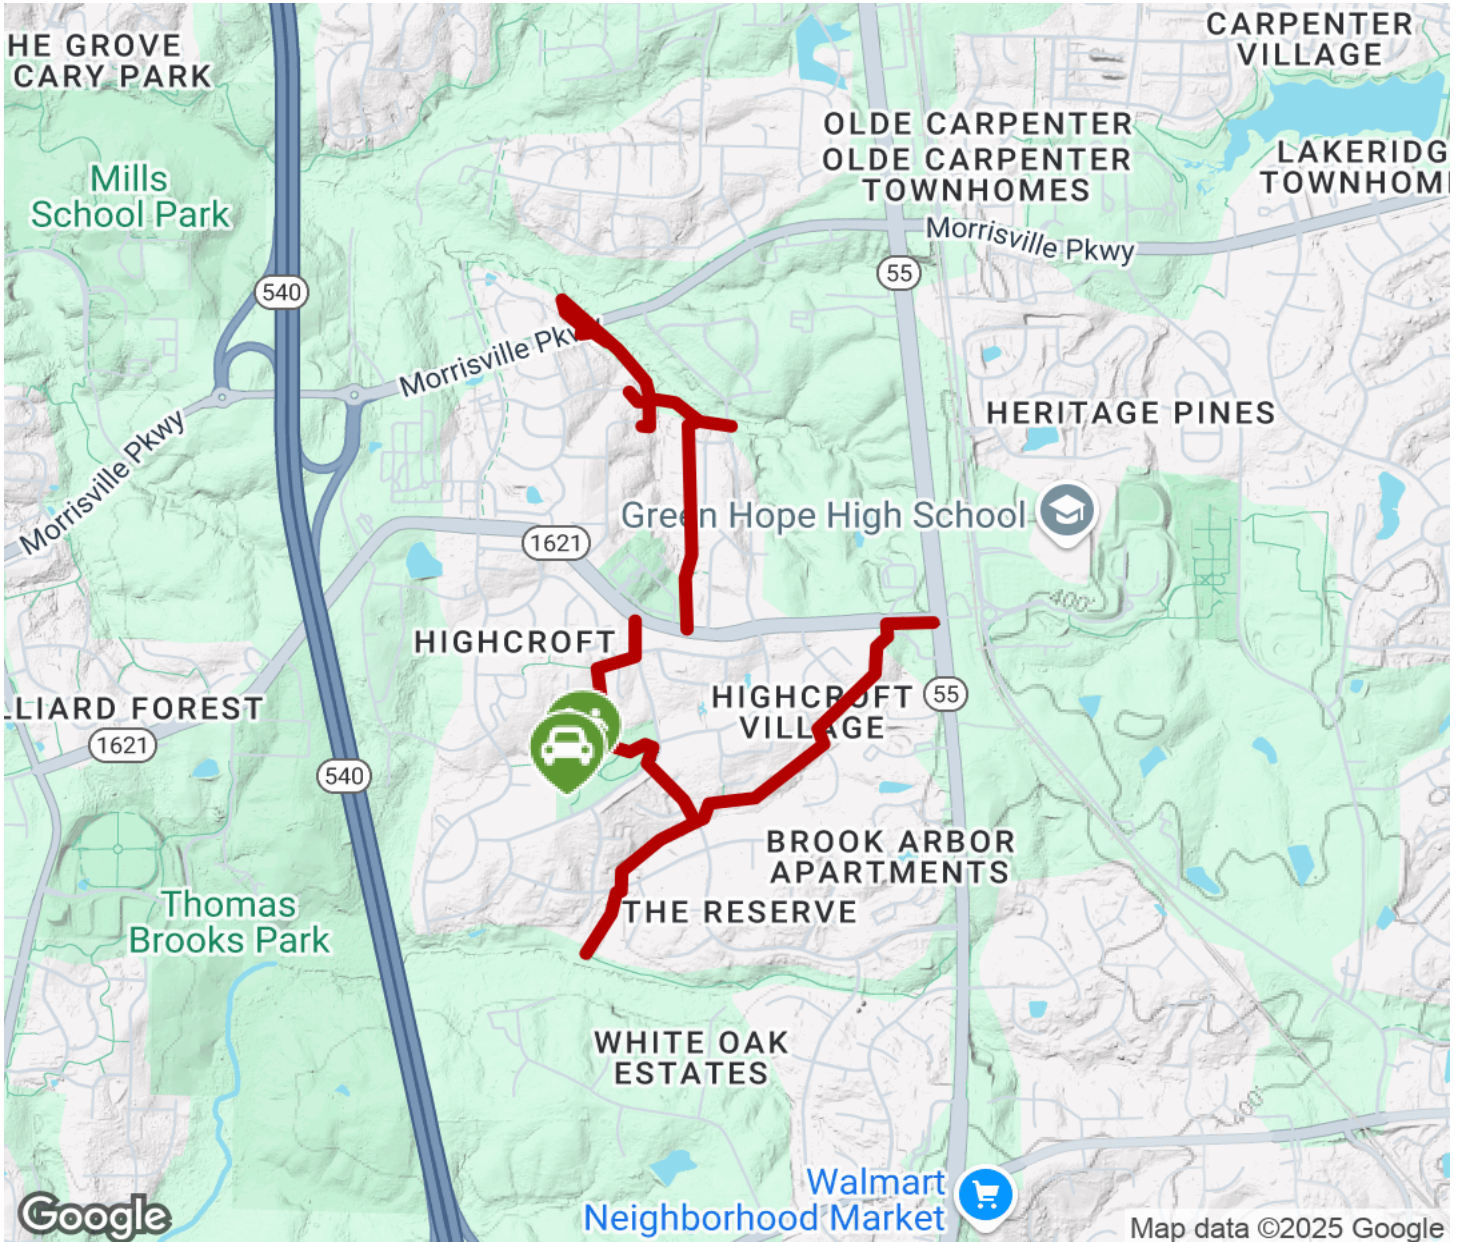 HE GROVE
CARY PARK
CARPENTER
VILLAGE
OLDE CARPENTER
OLDE CARPENTER
TOWNHOMES
LAKERIDG
TOWNHOM
Mills
School Park
Morrisville Pkwy
55
540
Morrisville Pkwy
Morrisville Pkwy
HERITAGE PINES
Green Hope High School
1621
400'
HIGHCROFT
HIGHCROFT
VILLAGE
55
LLIARD FOREST
1621
540
BROOK ARBOR
APARTMENTS
Thomas
Brooks Park
THE RESERVE
WHITE OAK
ESTATES
400'
Walmart
Neighborhood Market
Google
Map data ©2025 Google